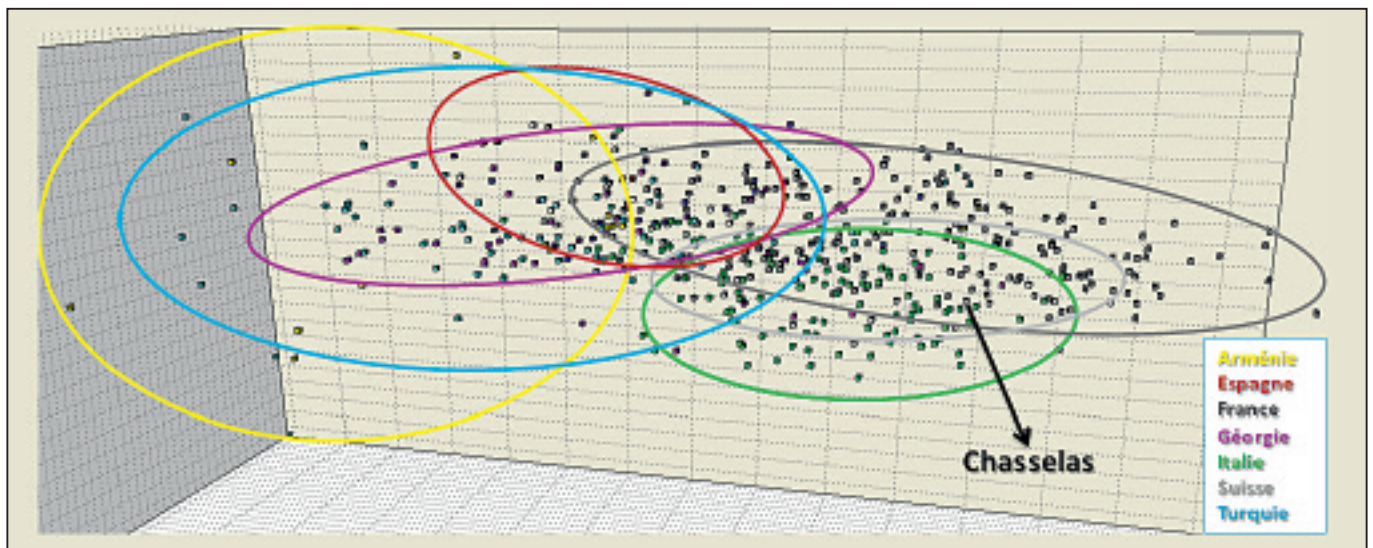 Chasselas
Arménie
Espagne
France
Géorgie
Italie
Suisse
Turquie